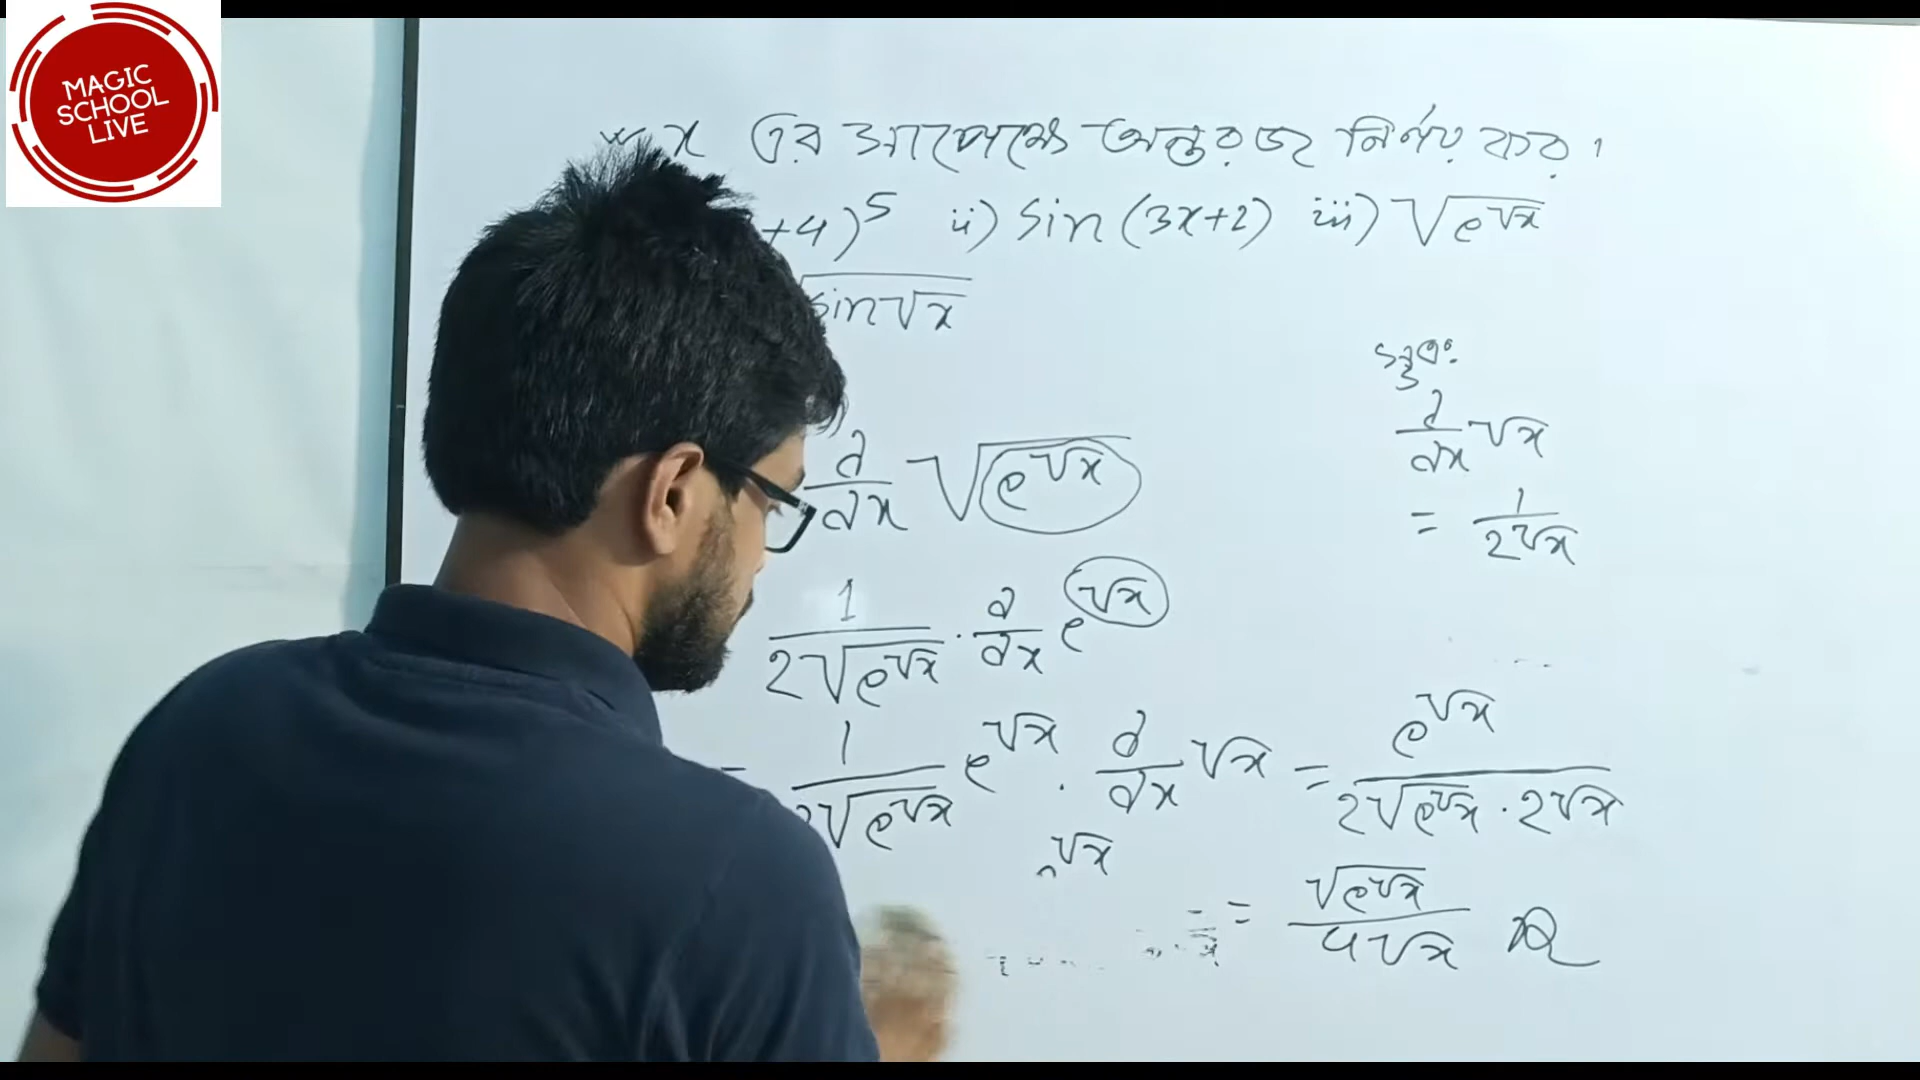 MAGIC
SCHOOL
LIVE
x এর সাপেক্ষে অন্তরজ নির্ণয় কর।
+4)⁵ ii) sin(3x+2) iii) √(e^√x)
√(sin√x)
সূত্রঃ
d/dx √x
= 1/(2√x)
d/dx √(e^√x)
1/(2√(e^√x)) · d/dx e^√x
= 1/(2√(e^√x)) e^√x · d/dx √x = e^√x/(2√(e^√x) · 2√x)
√x
= √(e^√x)/(4√x)